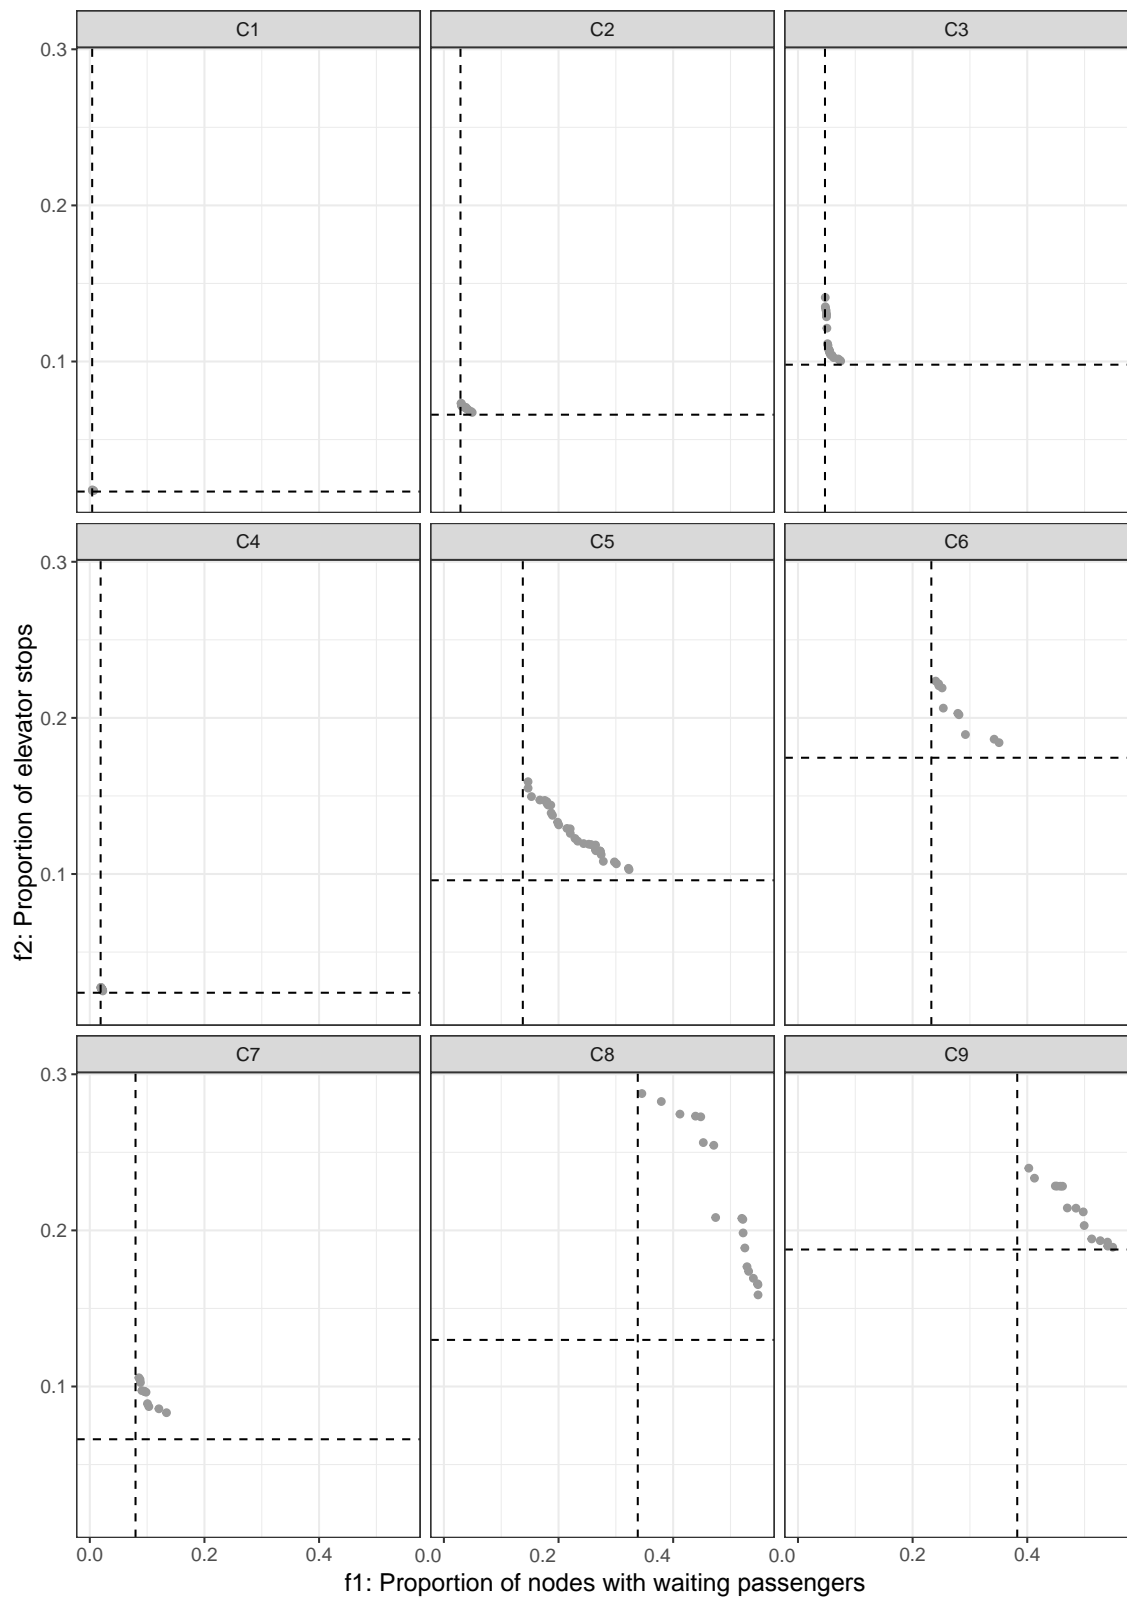 C1 C2 C3
0.3
0.2
0.1
C4 C5 C6
0.3
0.2
0.1
C7 C8 C9
0.3
0.2
0.1
0.0 0.2 0.4 0.0 0.2 0.4 0.0 0.2 0.4
f1: Proportion of nodes with waiting passengers
f2: Proportion of elevator stops